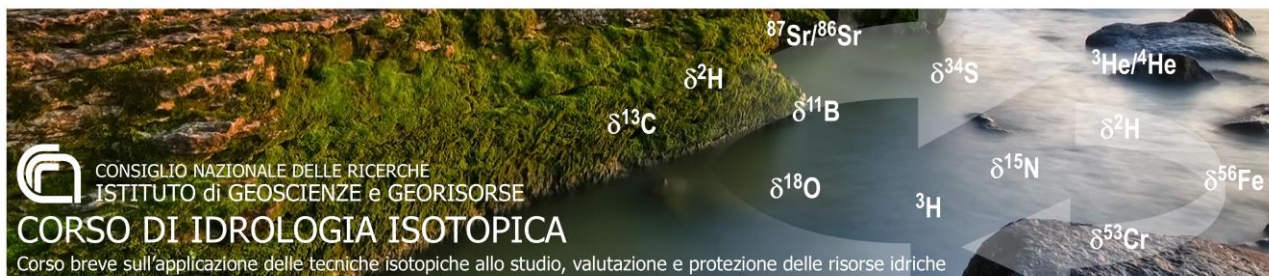 ⁸⁷Sr/⁸⁶Sr
δ²H
δ³⁴S
³He/⁴He
δ¹³C
δ¹¹B
δ²H
δ¹⁵N
δ¹⁸O
³H
δ⁵⁶Fe
δ⁵³Cr
CONSIGLIO NAZIONALE DELLE RICERCHE
ISTITUTO di GEOSCIENZE e GEORISORSE
CORSO DI IDROLOGIA ISOTOPICA
Corso breve sull'applicazione delle tecniche isotopiche allo studio, valutazione e protezione delle risorse idriche